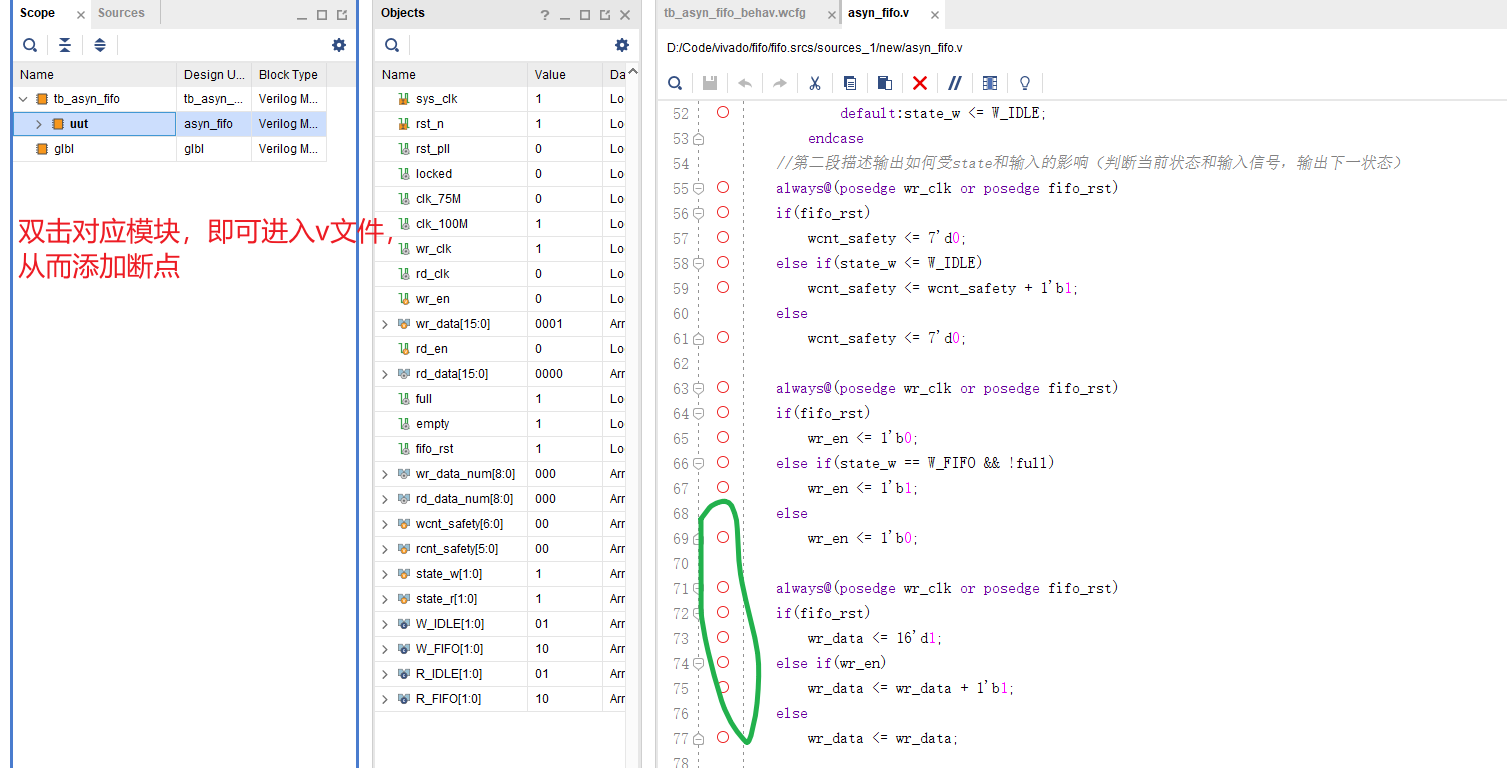 Scope
Sources
Name
Design U...
Block Type
tb_asyn_fifo
tb_asyn_...
Verilog M...
uut
asyn_fifo
Verilog M...
glbl
glbl
Verilog M...
双击对应模块，即可进入v文件，
从而添加断点
Objects
?
Name
Value
Da
sys_clk
1
Lo
rst_n
1
Lo
rst_pll
0
Lo
locked
0
Lo
clk_75M
0
Lo
clk_100M
1
Lo
wr_clk
1
Lo
rd_clk
0
Lo
wr_en
0
Lo
wr_data[15:0]
0001
Arr
rd_en
0
Lo
rd_data[15:0]
0000
Arr
full
1
Lo
empty
1
Lo
fifo_rst
1
Lo
wr_data_num[8:0]
000
Arr
rd_data_num[8:0]
000
Arr
wcnt_safety[6:0]
00
Arr
rcnt_safety[5:0]
00
Arr
state_w[1:0]
1
Arr
state_r[1:0]
1
Arr
W_IDLE[1:0]
01
Arr
W_FIFO[1:0]
10
Arr
R_IDLE[1:0]
01
Arr
R_FIFO[1:0]
10
Arr
tb_asyn_fifo_behav.wcfg
asyn_fifo.v
D:/Code/vivado/fifo/fifo.srcs/sources_1/new/asyn_fifo.v
52 default:state_w <= W_IDLE;
53 endcase
54 //第二段描述输出如何受state和输入的影响（判断当前状态和输入信号，输出下一状态）
55 always@(posedge wr_clk or posedge fifo_rst)
56 if(fifo_rst)
57 wcnt_safety <= 7'd0;
58 else if(state_w <= W_IDLE)
59 wcnt_safety <= wcnt_safety + 1'b1;
60 else
61 wcnt_safety <= 7'd0;
62
63 always@(posedge wr_clk or posedge fifo_rst)
64 if(fifo_rst)
65 wr_en <= 1'b0;
66 else if(state_w == W_FIFO && !full)
67 wr_en <= 1'b1;
68 else
69 wr_en <= 1'b0;
70
71 always@(posedge wr_clk or posedge fifo_rst)
72 if(fifo_rst)
73 wr_data <= 16'd1;
74 else if(wr_en)
75 wr_data <= wr_data + 1'b1;
76 else
77 wr_data <= wr_data;
78